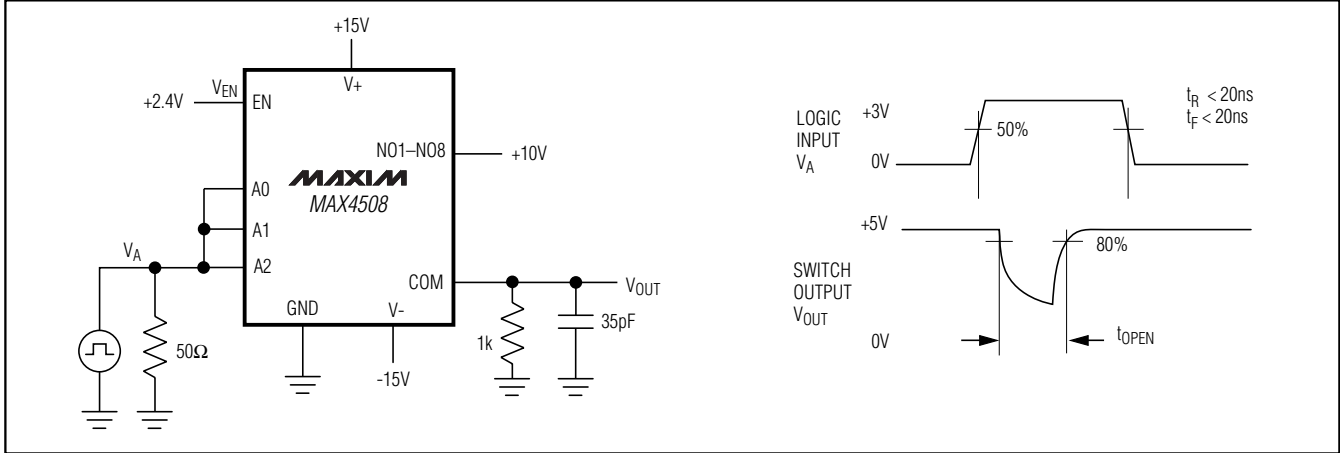 +15V
V+
+2.4V
VEN
EN
NO1–NO8
+10V
MAXIM
MAX4508
A0
A1
VA
A2
COM
VOUT
GND
V-
50Ω
1k
35pF
-15V
LOGIC
INPUT
VA
+3V
0V
50%
tR < 20ns
tF < 20ns
+5V
80%
SWITCH
OUTPUT
VOUT
0V
tOPEN